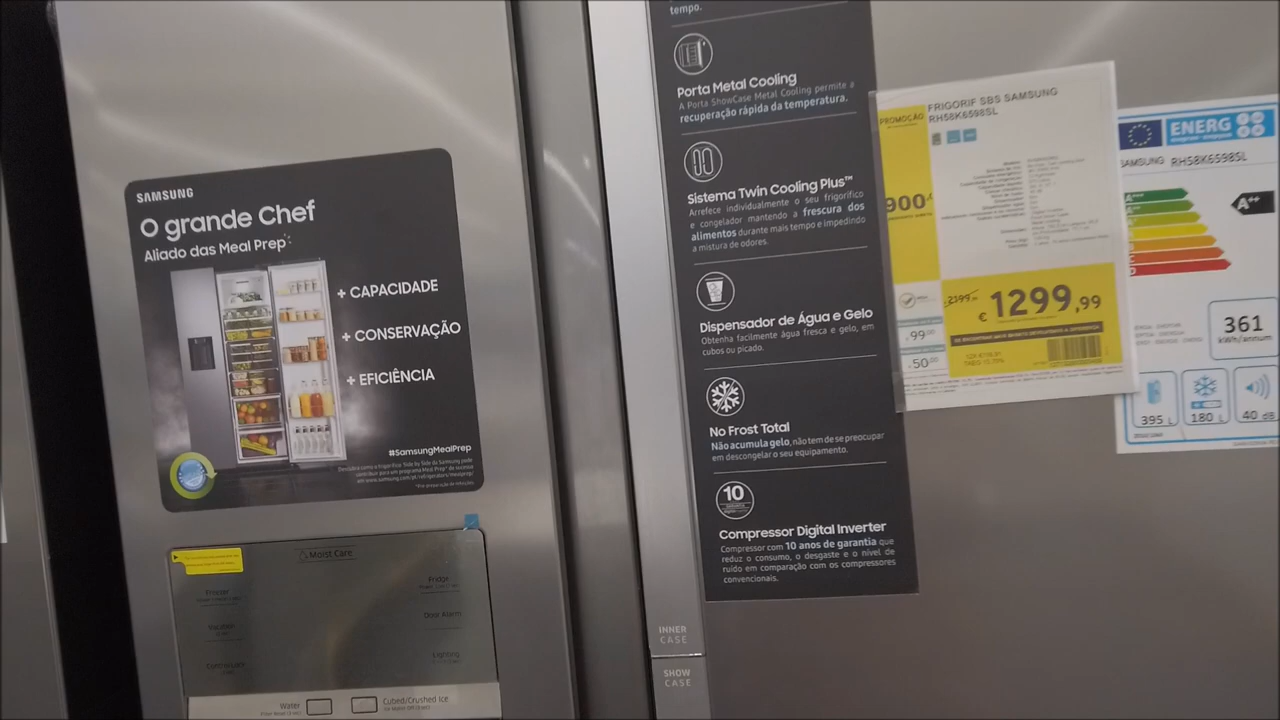 SAMSUNG
O grande Chef
Aliado das Meal Prep*
+ CAPACIDADE
+ CONSERVAÇÃO
+ EFICIÊNCIA
#SamsungMealPrep
Moist Care
Freezer
Fridge
Vacation
Door Alarm
Control Lock
Lighting
Water
Cubed/Crushed Ice
tempo.
Porta Metal Cooling
A Porta ShowCase Metal Cooling permite a
recuperação rápida da temperatura.
Sistema Twin Cooling Plus™
Arrefece individualmente o seu frigorífico
e congelador mantendo a frescura dos
alimentos durante mais tempo e impedindo
a mistura de odores.
Dispensador de Água e Gelo
Obtenha facilmente água fresca e gelo, em
cubos ou picado.
No Frost Total
Não acumula gelo, não tem de se preocupar
em descongelar o seu equipamento.
10
Compressor Digital Inverter
Compressor com 10 anos de garantia que
reduz o consumo, o desgaste e o nível de
ruído em comparação com os compressores
convencionais.
INNER
CASE
SHOW
CASE
PROMOÇÃO
FRIGORIF SBS SAMSUNG
RH58K6598SL
900,
2199,
€ 1299,99
99
50
ENERG
SAMSUNG RH58K6598SL
A++
361
kWh/annum
395 L
180 L
40 dB